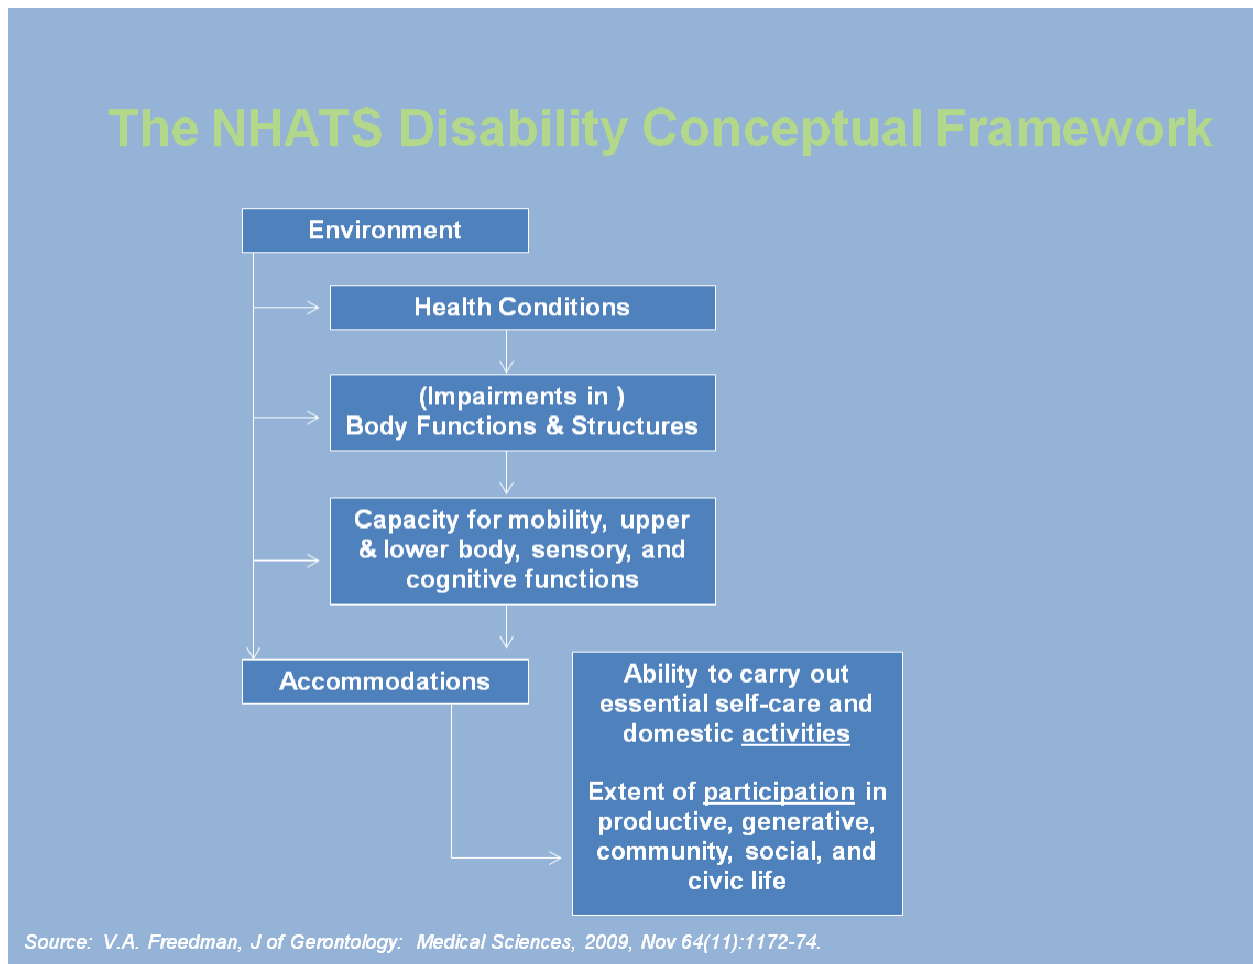 The NHATS Disability Conceptual Framework
Environment
Health Conditions
(Impairments in )
Body Functions & Structures
Capacity for mobility, upper
& lower body, sensory, and
cognitive functions
Accommodations
Ability to carry out
essential self-care and
domestic activities
Extent of participation in
productive, generative,
community, social, and
civic life
Source: V.A. Freedman, J of Gerontology: Medical Sciences, 2009, Nov 64(11):1172-74.